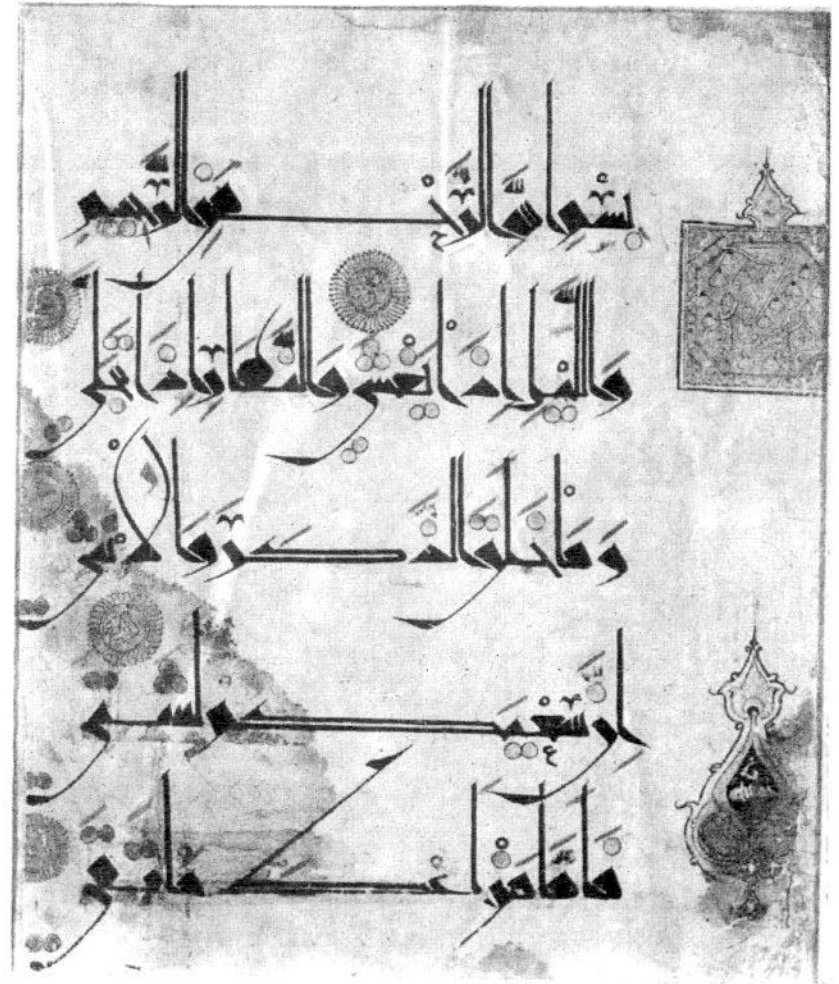 بسم الله الرحمن الرحيم
والليل اذا يغشى والنهار اذا تجلى
وما خلق الذكر والانثى
ان سعيكم لشتى
فاما من اعطى واتقى